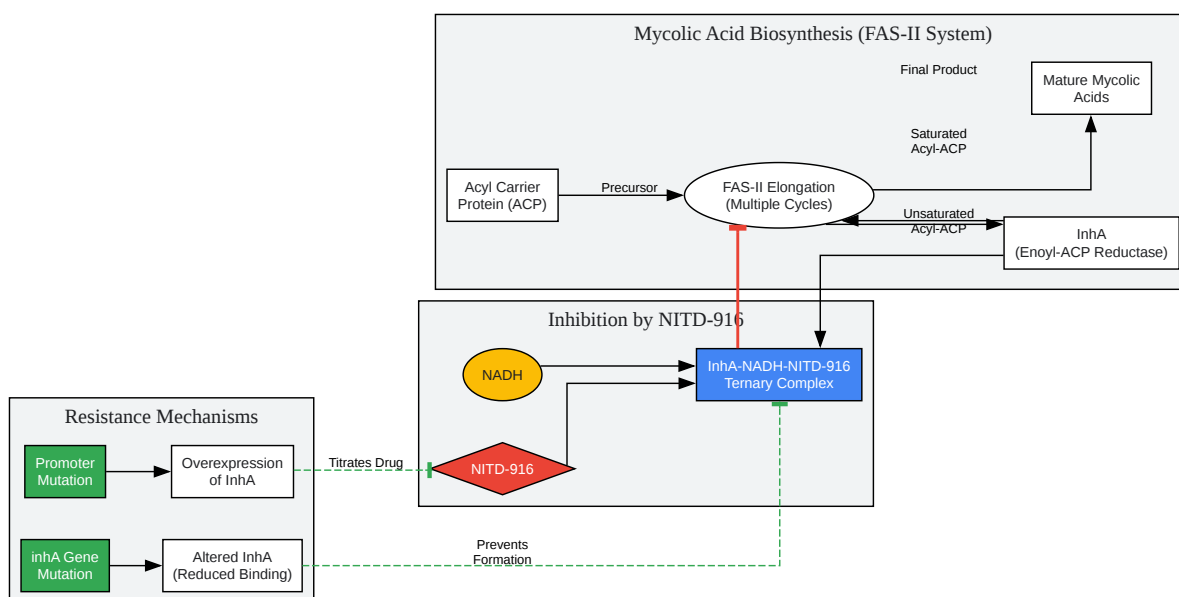 Mycolic Acid Biosynthesis (FAS-II System)
Final Product
Mature Mycolic
Acids
Saturated
Acyl-ACP
Acyl Carrier
Protein (ACP)
Precursor
FAS-II Elongation
(Multiple Cycles)
Unsaturated
Acyl-ACP
InhA
(Enoyl-ACP Reductase)
Inhibition by NITD-916
NADH
InhA-NADH-NITD-916
Ternary Complex
NITD-916
Resistance Mechanisms
Promoter
Mutation
Overexpression
of InhA
Titrates Drug
inhA Gene
Mutation
Altered InhA
(Reduced Binding)
Prevents
Formation